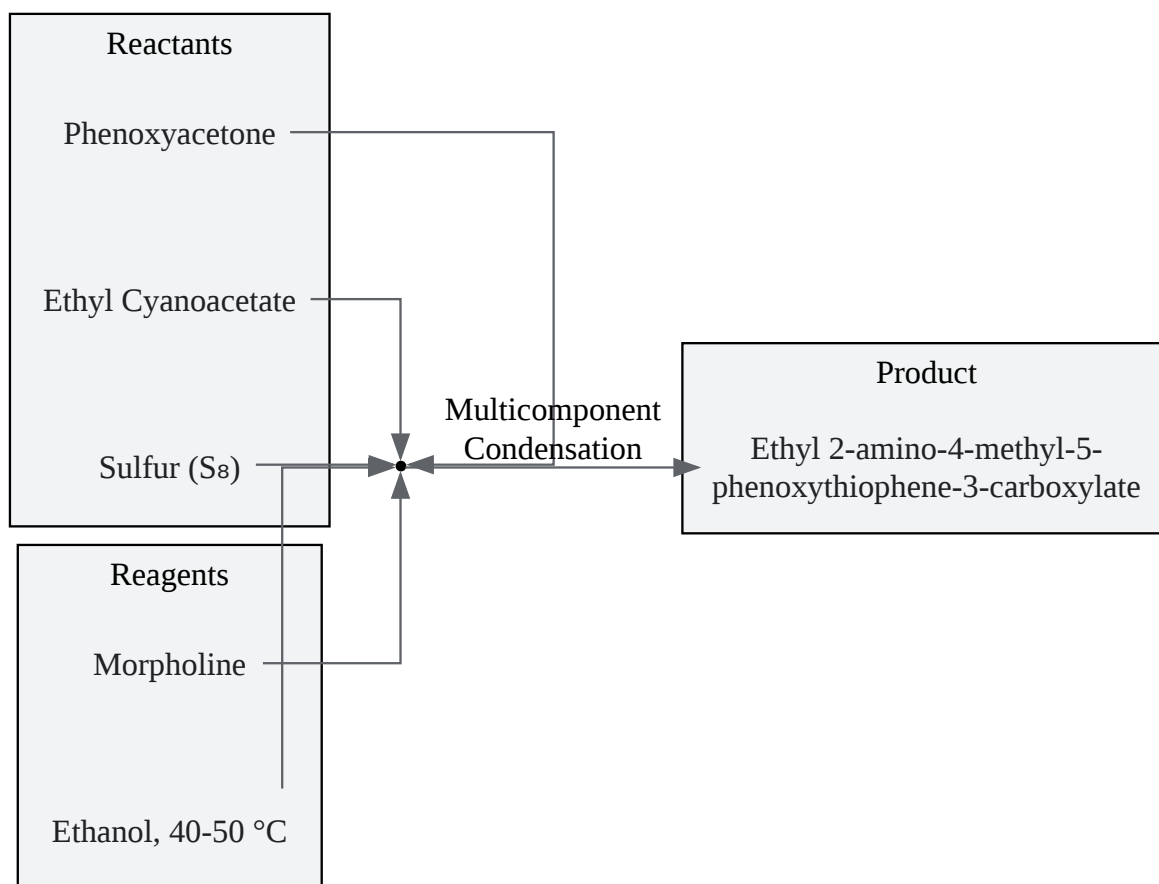 Reactants
Phenoxyacetone
Ethyl Cyanoacetate
Sulfur (S₈)
Reagents
Morpholine
Ethanol, 40-50 °C
Multicomponent
Condensation
Product
Ethyl 2-amino-4-methyl-5-
phenoxythiophene-3-carboxylate